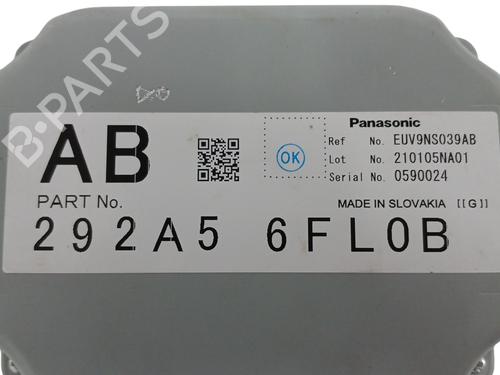 Panasonic
AB
OK
Ref No. EUV9NS039AB
Lot No. 210105NA01
Serial No. 0590024
PART No.
MADE IN SLOVAKIA [[G]]
292A5 6FL0B
B-PARTS